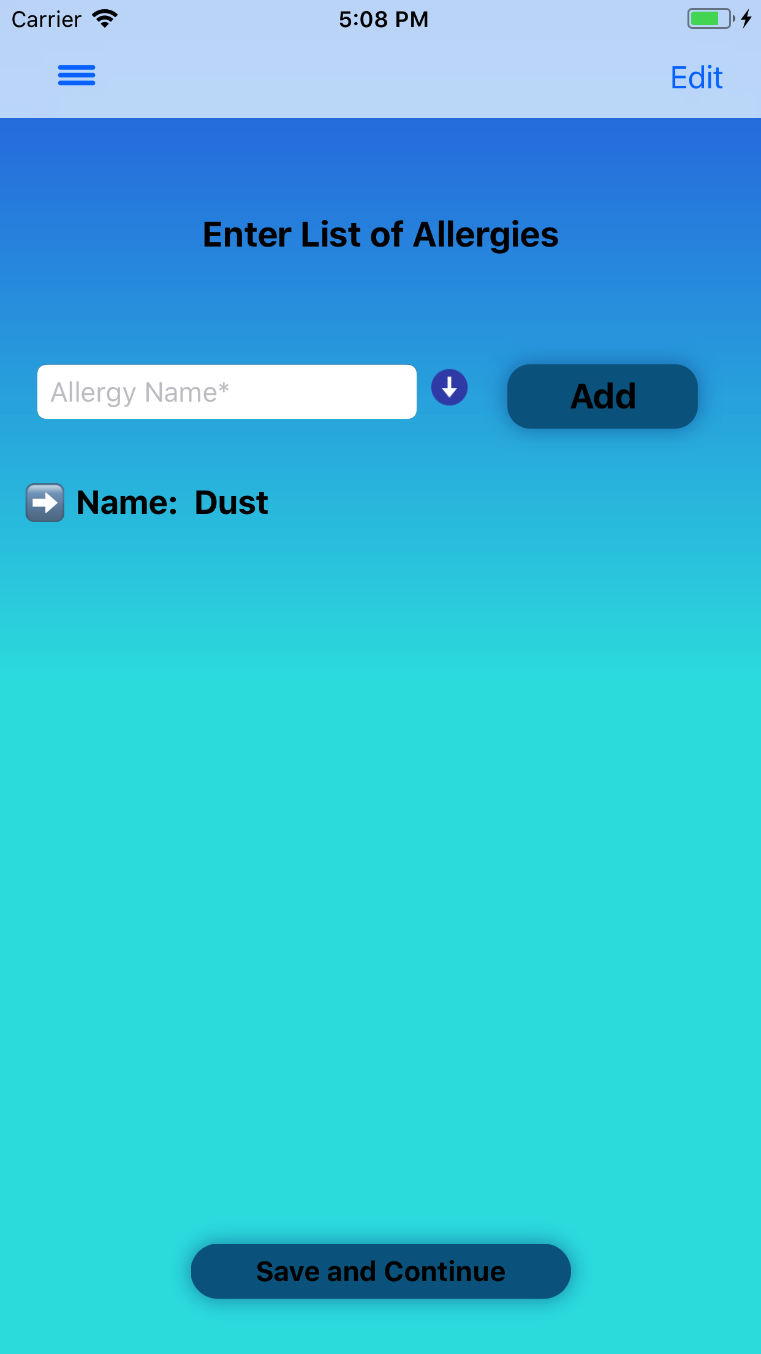 Carrier 5:08 PM
Edit
Enter List of Allergies
Allergy Name* Add
Name: Dust
Save and Continue